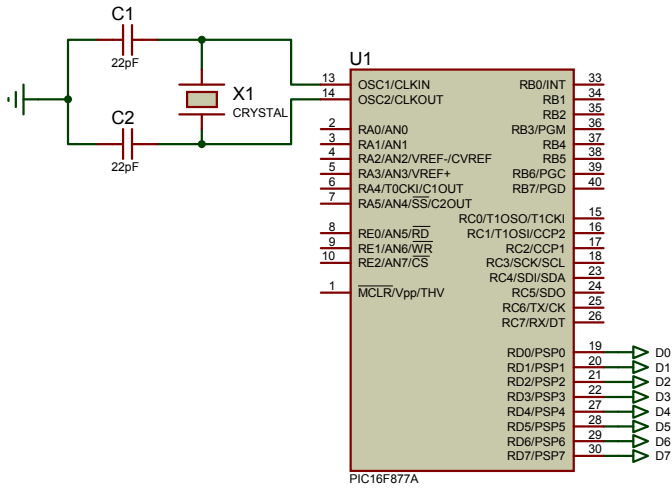 C1
22pF
C2
22pF
X1
CRYSTAL
U1
13 OSC1/CLKIN
14 OSC2/CLKOUT
2 RA0/AN0
3 RA1/AN1
4 RA2/AN2/VREF-/CVREF
5 RA3/AN3/VREF+
6 RA4/T0CKI/C1OUT
7 RA5/AN4/SS/C2OUT
8 RE0/AN5/RD
9 RE1/AN6/WR
10 RE2/AN7/CS
1 MCLR/Vpp/THV
RB0/INT 33
RB1 34
RB2 35
RB3/PGM 36
RB4 37
RB5 38
RB6/PGC 39
RB7/PGD 40
RC0/T1OSO/T1CKI 15
RC1/T1OSI/CCP2 16
RC2/CCP1 17
RC3/SCK/SCL 18
RC4/SDI/SDA 23
RC5/SDO 24
RC6/TX/CK 25
RC7/RX/DT 26
RD0/PSP0 19 D0
RD1/PSP1 20 D1
RD2/PSP2 21 D2
RD3/PSP3 22 D3
RD4/PSP4 27 D4
RD5/PSP5 28 D5
RD6/PSP6 29 D6
RD7/PSP7 30 D7
PIC16F877A